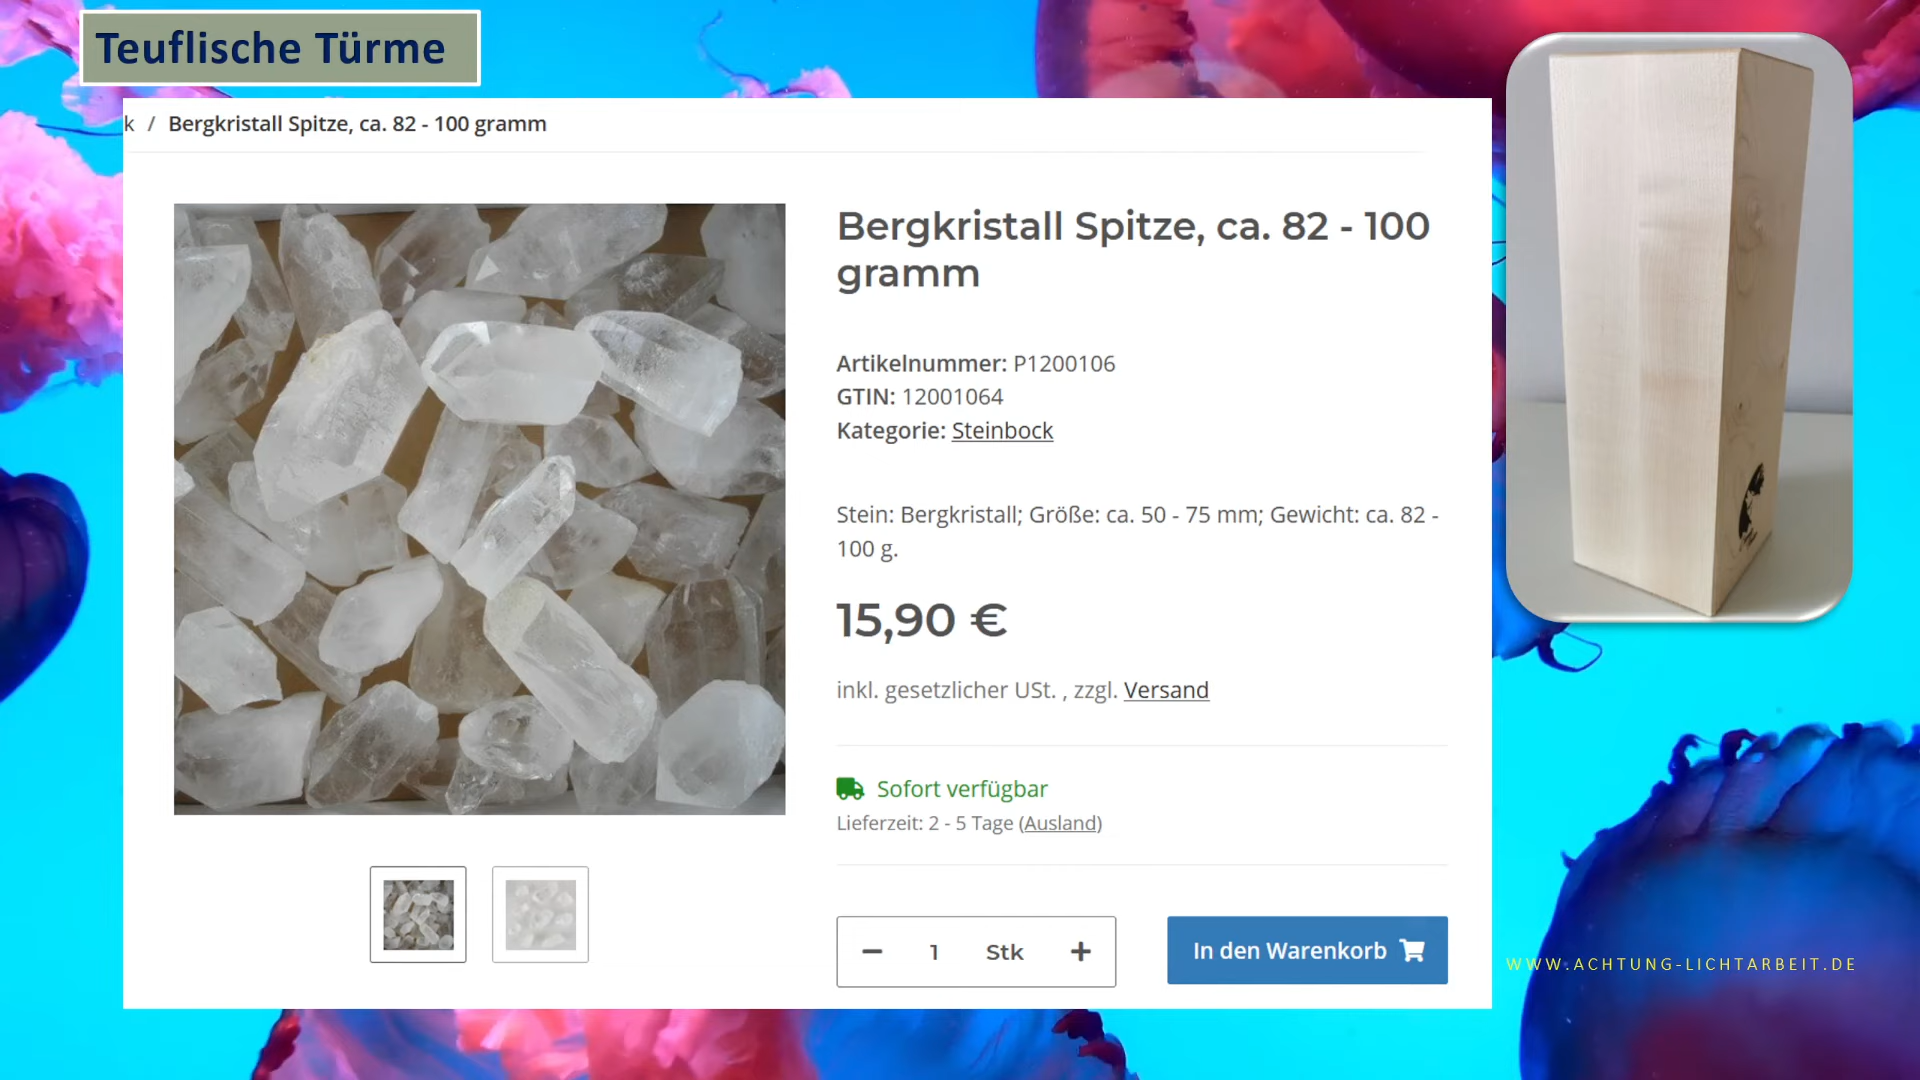 Teuflische Türme
k / Bergkristall Spitze, ca. 82 - 100 gramm
Bergkristall Spitze, ca. 82 - 100
gramm
Artikelnummer: P1200106
GTIN: 12001064
Kategorie: Steinbock
Stein: Bergkristall; Größe: ca. 50 - 75 mm; Gewicht: ca. 82 -
100 g.
15,90 €
inkl. gesetzlicher USt. , zzgl. Versand
Sofort verfügbar
Lieferzeit: 2 - 5 Tage (Ausland)
− 1 Stk +
In den Warenkorb
WWW.ACHTUNG-LICHTARBEIT.DE